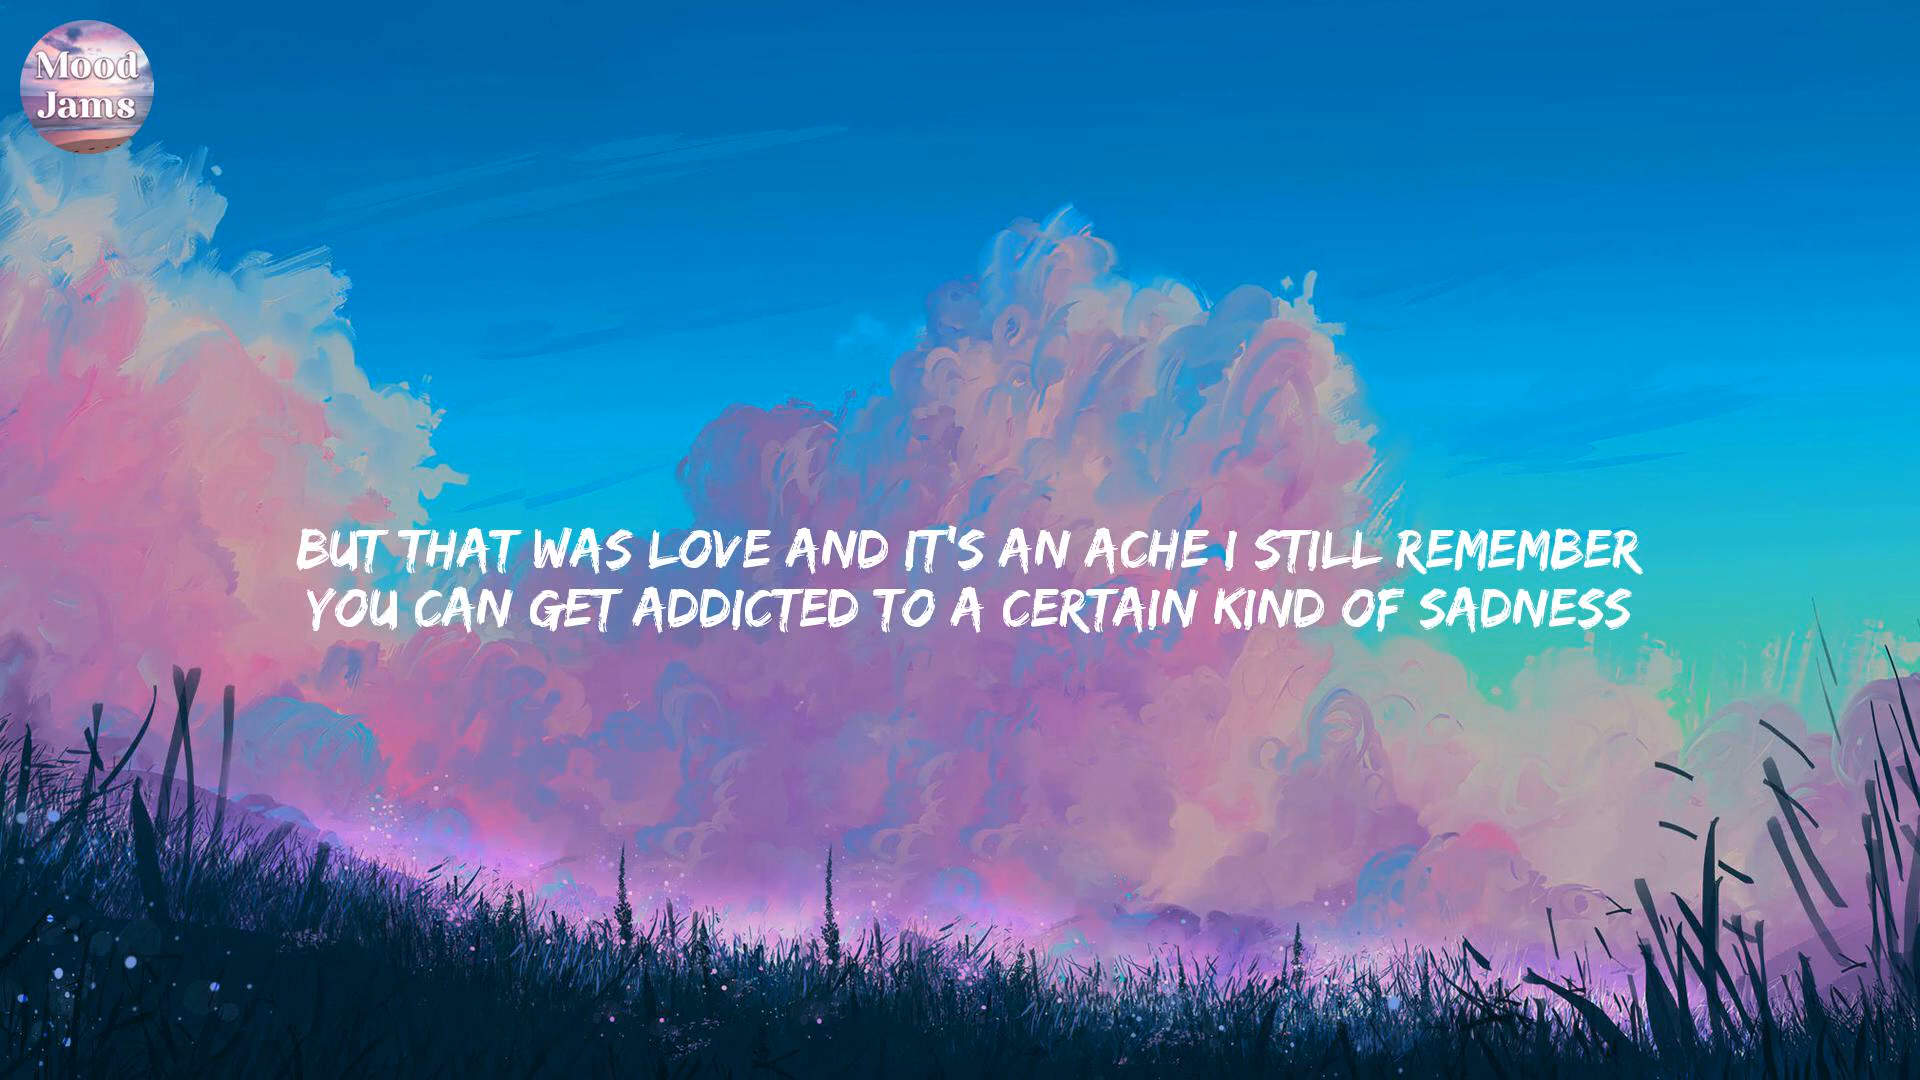 Mood
Jams
BUT THAT WAS LOVE AND IT'S AN ACHE I STILL REMEMBER
YOU CAN GET ADDICTED TO A CERTAIN KIND OF SADNESS